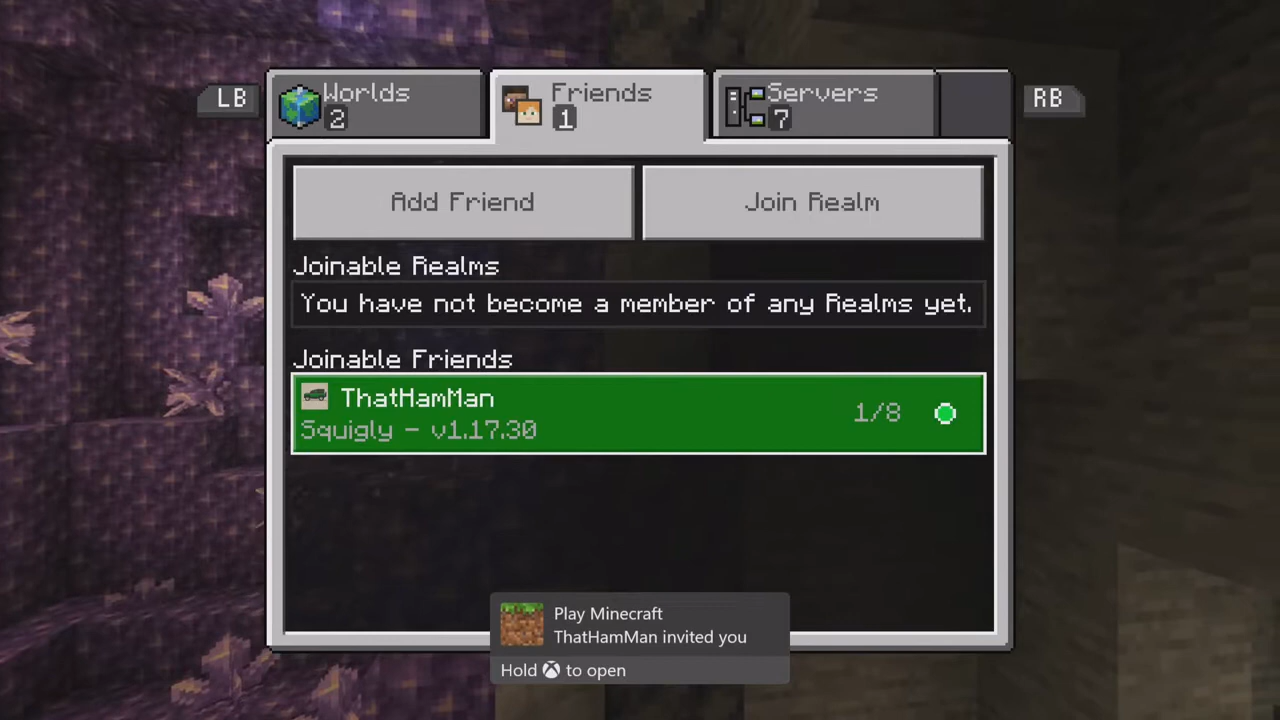 LB
Worlds
2
Friends
1
Servers
7
RB
Add Friend
Join Realm
Joinable Realms
You have not become a member of any Realms yet.
Joinable Friends
ThatHamMan
Squigly - v1.17.30
1/8
Play Minecraft
ThatHamMan invited you
Hold to open